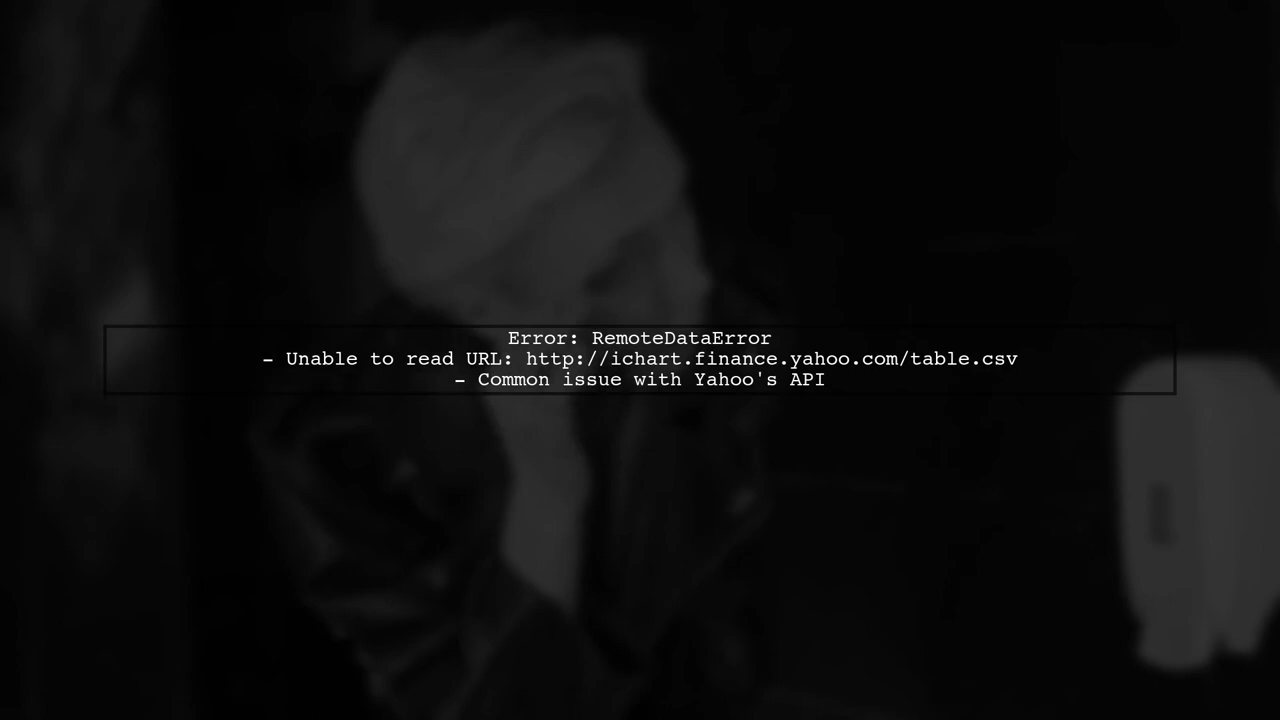 Error: RemoteDataError
- Unable to read URL: http://ichart.finance.yahoo.com/table.csv
- Common issue with Yahoo's API